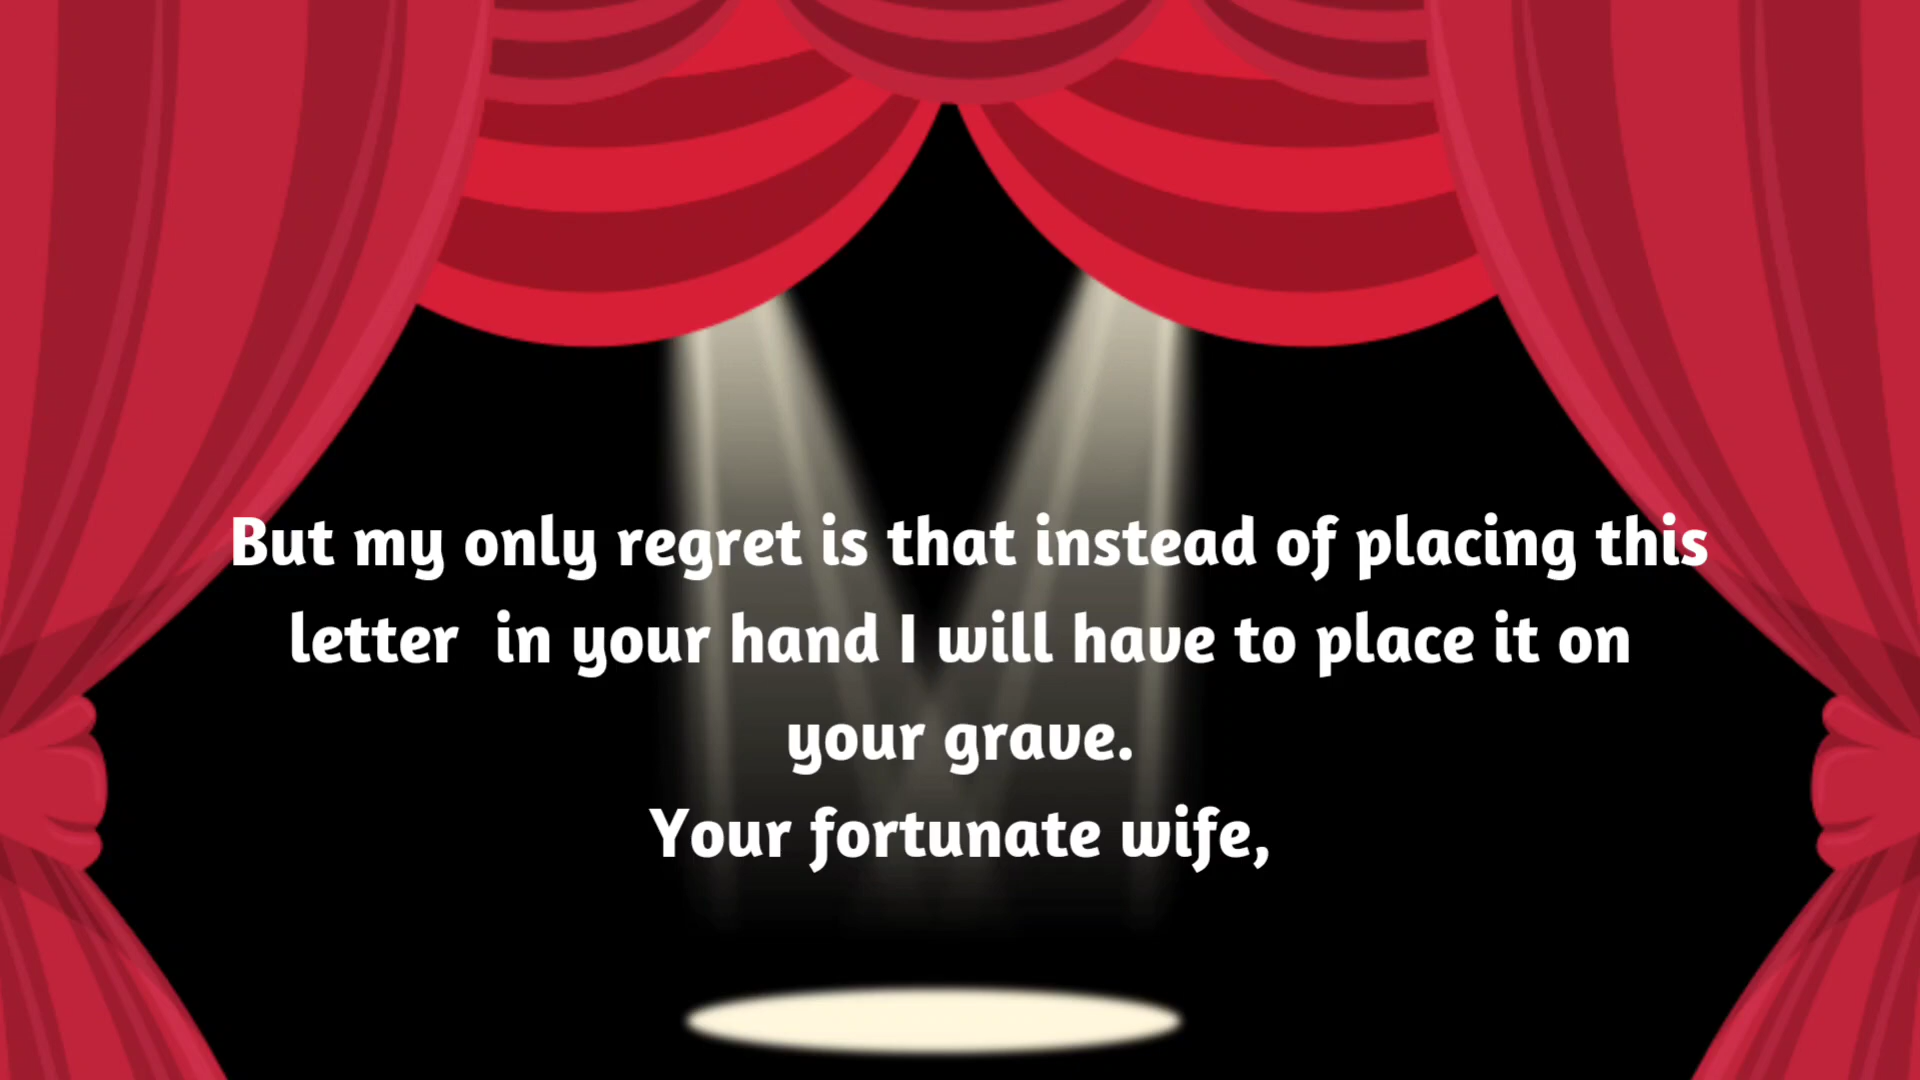 But my only regret is that instead of placing this
letter  in your hand I will have to place it on
your grave.
Your fortunate wife,